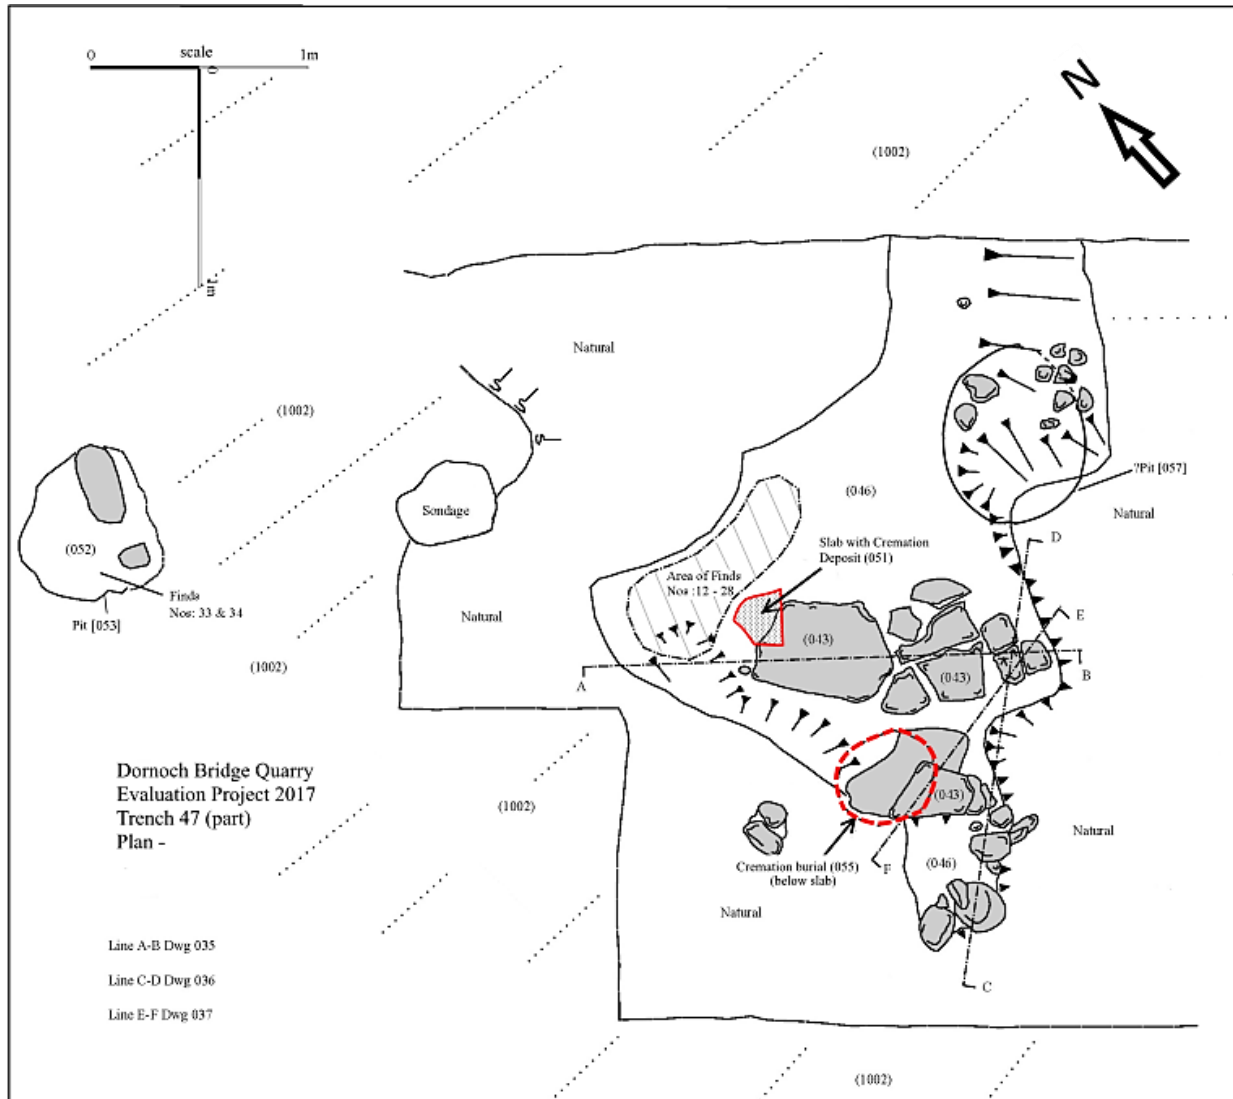 0 scale 1m
0
1m
N
(1002)
Natural
(1002)
Sondage
(046)
?Pit [057]
Natural
(052)
Finds
Nos: 33 & 34
Pit [053]
Slab with Cremation
Deposit (051)
D
Area of Finds
Nos :12 - 28
Natural
E
(1002)
(043)
A
(043)
B
Dornoch Bridge Quarry
Evaluation Project 2017
Trench 47 (part)
Plan -
(1002)
(043)
Natural
Cremation burial (055)
(below slab)
F
(046)
Natural
Line A-B Dwg 035
Line C-D Dwg 036
Line E-F Dwg 037
C
(1002)